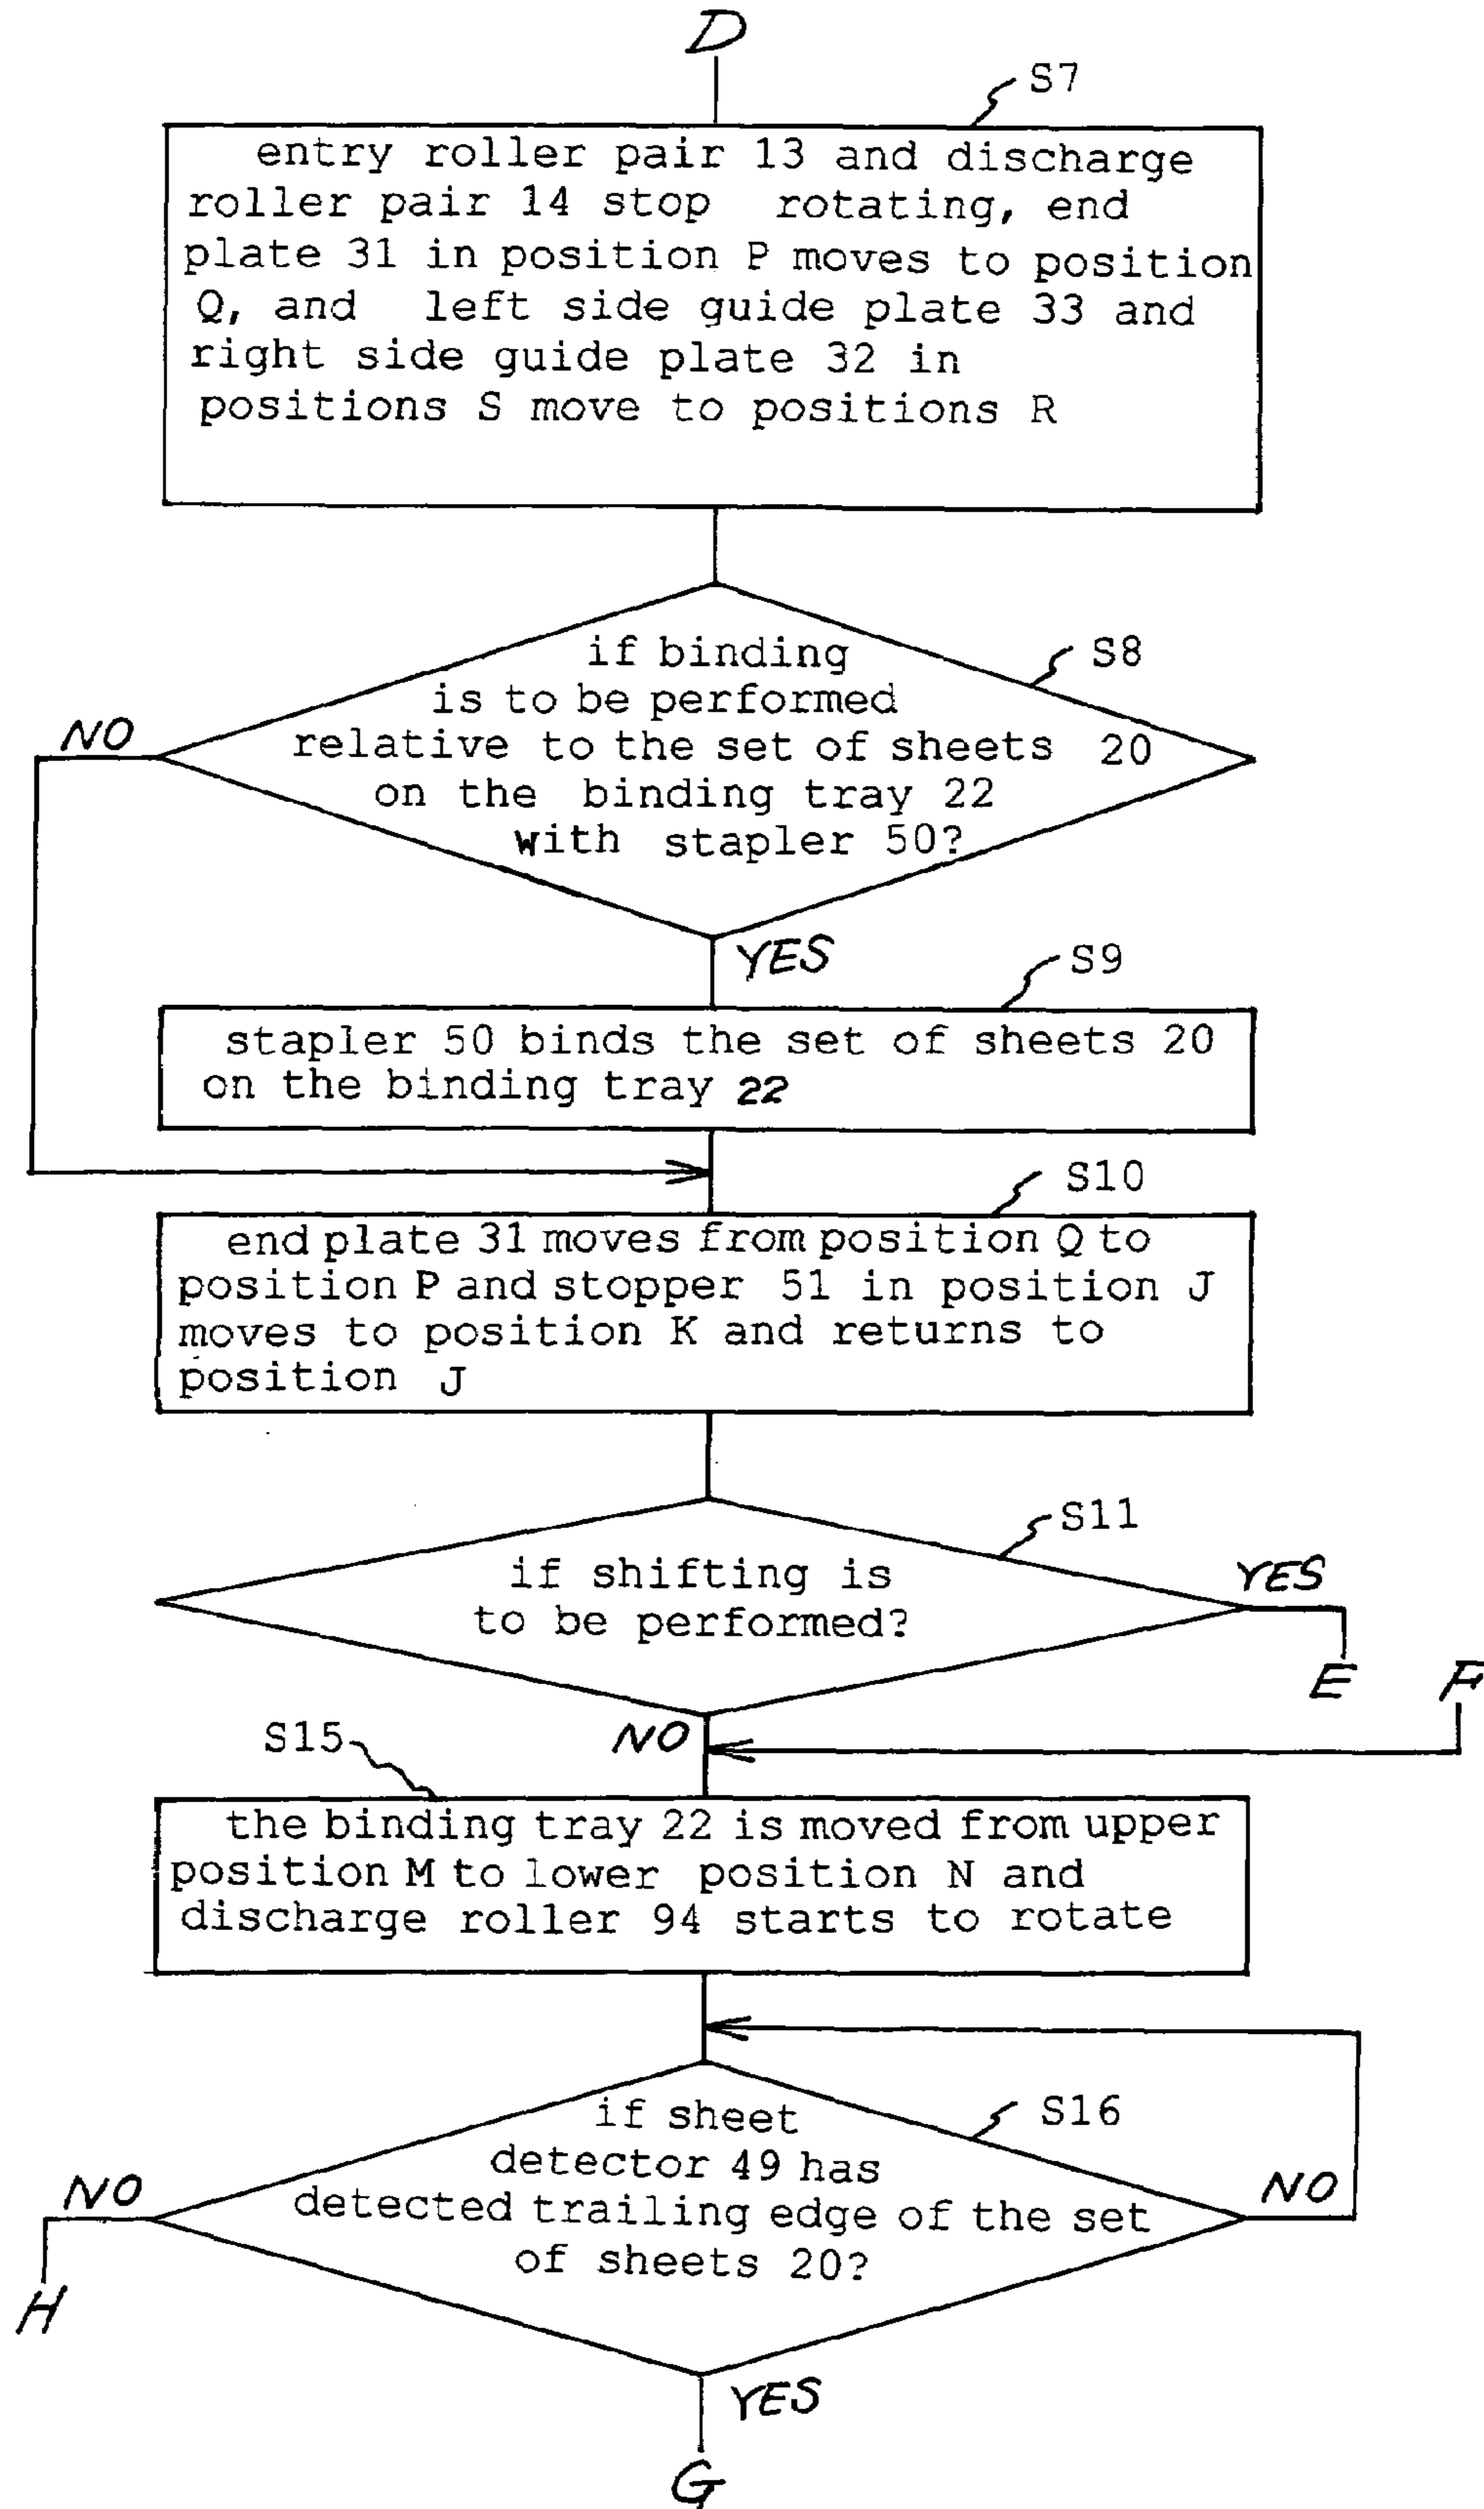 D
S7
entry roller pair 13 and discharge
roller pair 14 stop rotating, end
plate 31 in position P moves to position
Q, and left side guide plate 33 and
right side guide plate 32 in
positions S move to positions R
S8
if binding
is to be performed
relative to the set of sheets 20
on the binding tray 22
with stapler 50?
NO
YES
S9
stapler 50 binds the set of sheets 20
on the binding tray 22
S10
end plate 31 moves from position Q to
position P and stopper 51 in position J
moves to position K and returns to
position J
S11
if shifting is
to be performed?
YES
E
F
NO
S15
the binding tray 22 is moved from upper
position M to lower position N and
discharge roller 94 starts to rotate
S16
if sheet
detector 49 has
detected trailing edge of the set
of sheets 20?
NO
NO
H
YES
G